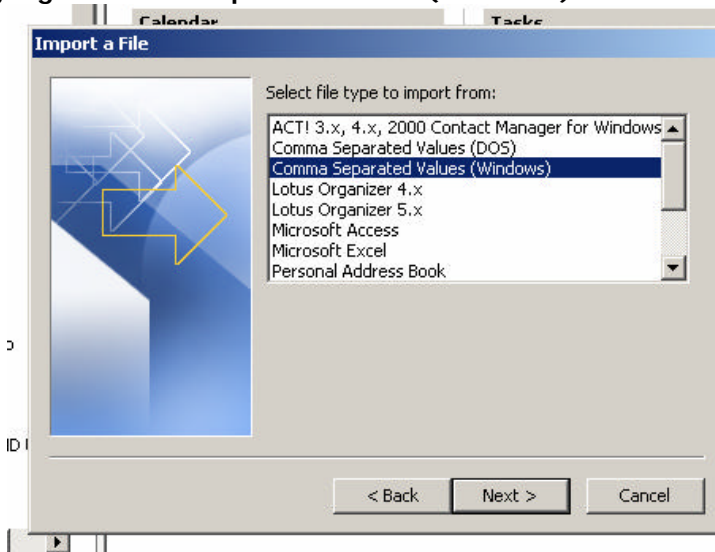 Calendar Tasks
Import a File
Select file type to import from:
ACT! 3.x, 4.x, 2000 Contact Manager for Windows
Comma Separated Values (DOS)
Comma Separated Values (Windows)
Lotus Organizer 4.x
Lotus Organizer 5.x
Microsoft Access
Microsoft Excel
Personal Address Book
< Back Next > Cancel